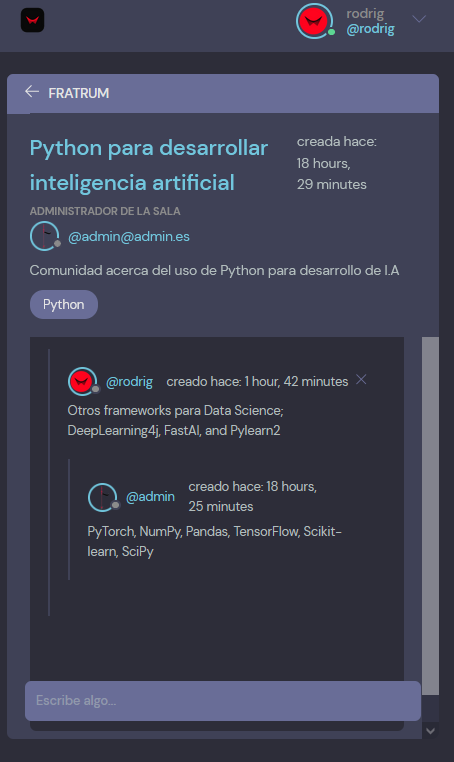 rodrig
@rodrig
FRATRUM
Python para desarrollar
inteligencia artificial
creada hace:
18 hours,
29 minutes
ADMINISTRADOR DE LA SALA
@admin@admin.es
Comunidad acerca del uso de Python para desarrollo de I.A
Python
@rodrig creado hace: 1 hour, 42 minutes
Otros frameworks para Data Science;
DeepLearning4j, FastAI, and Pylearn2
@admin
creado hace: 18 hours,
25 minutes
PyTorch, NumPy, Pandas, TensorFlow, Scikit-
learn, SciPy
Escribe algo...